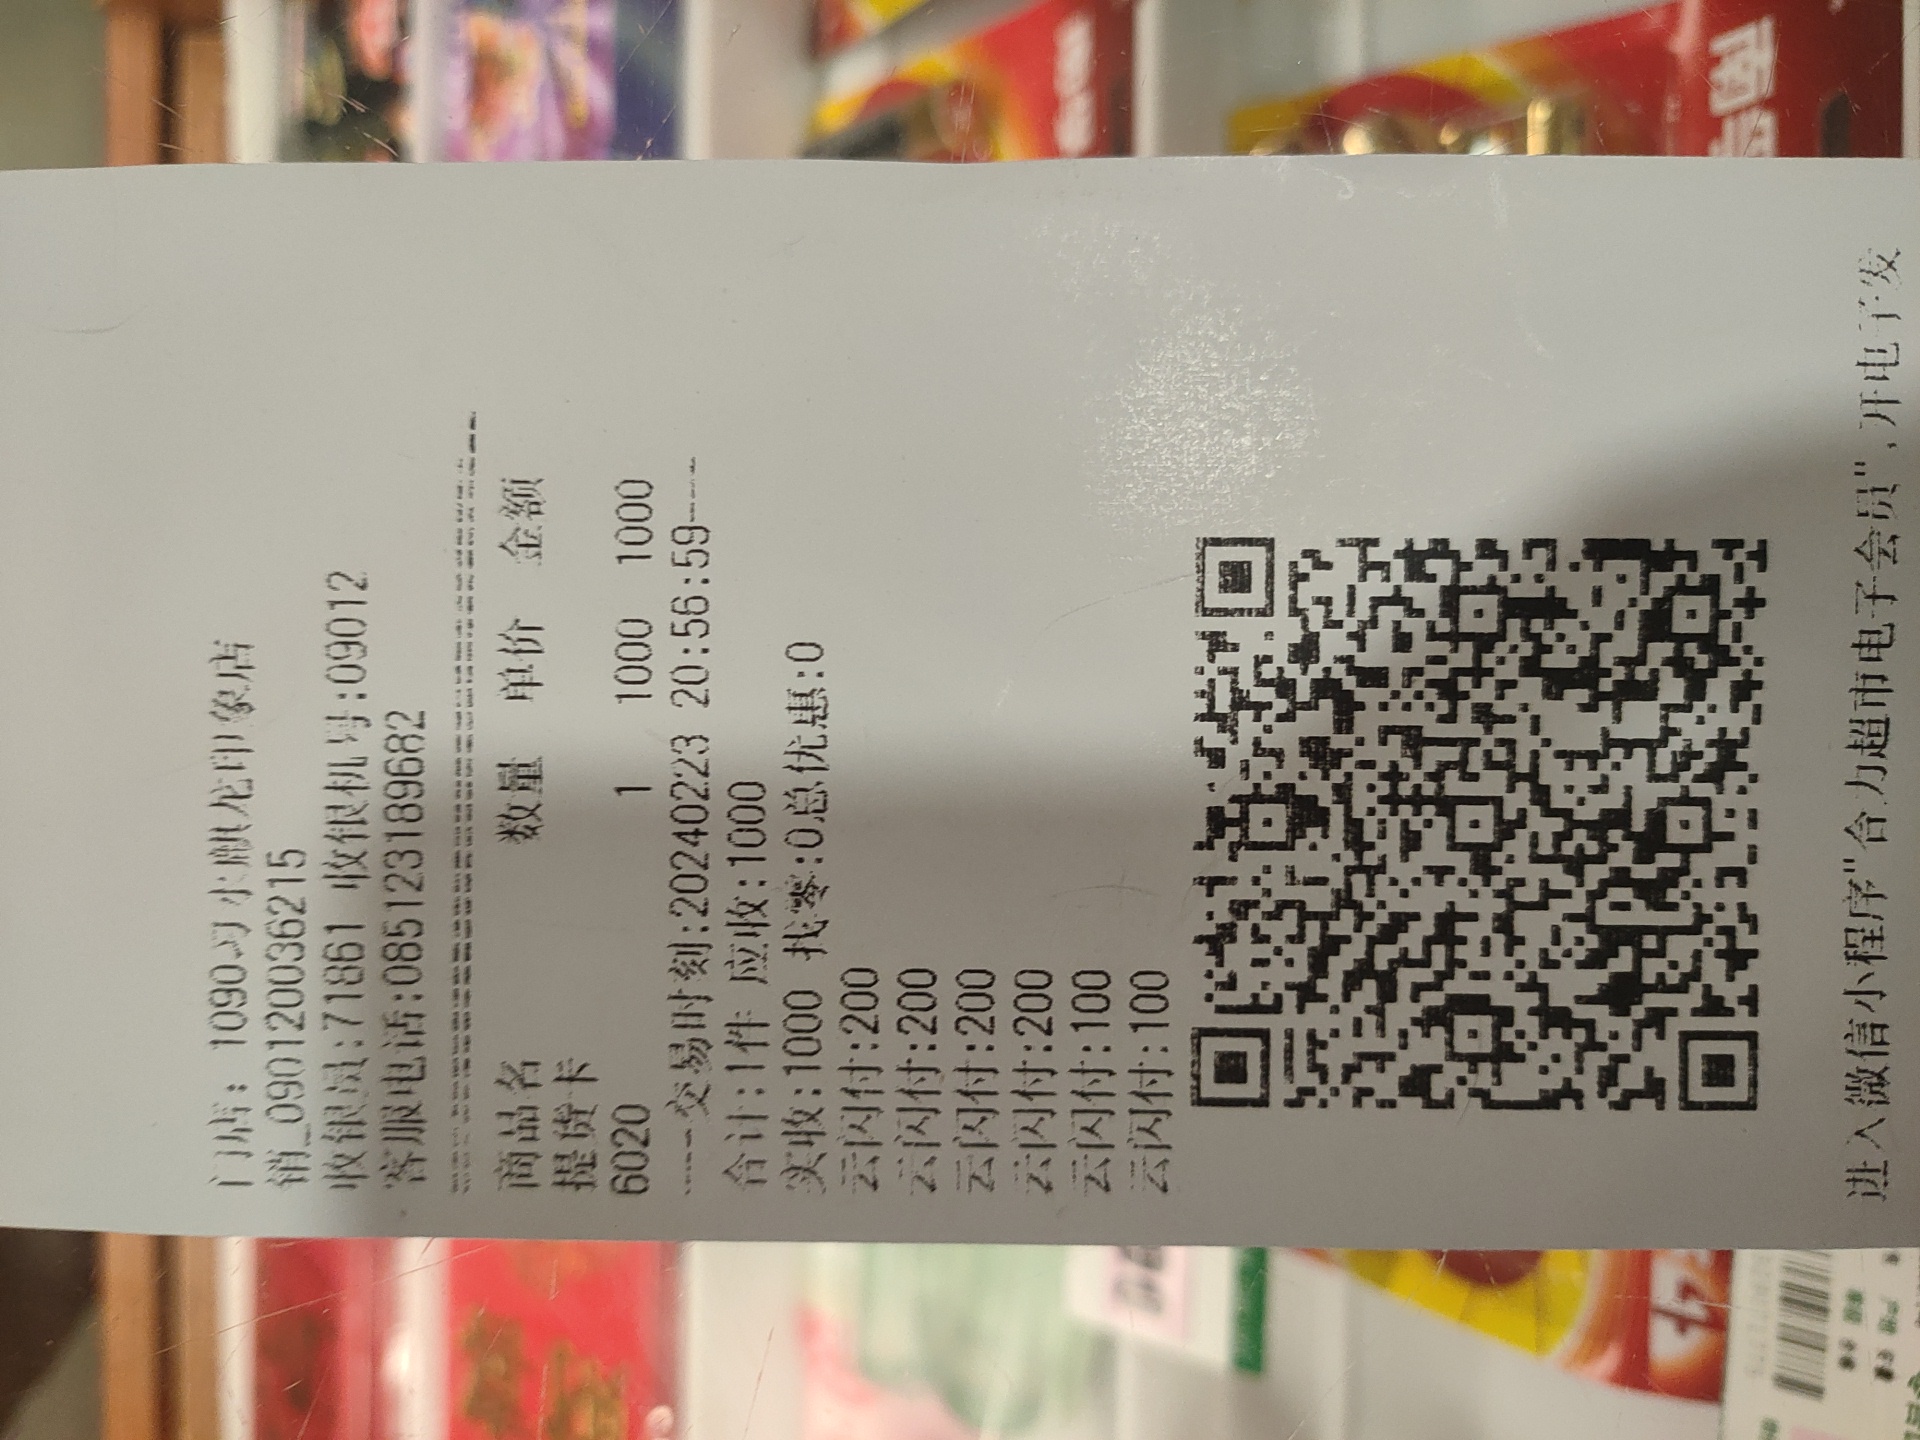 门店: 1090习水麒龙印象店
销_090120036215
收银员:71861 收银机号:09012
客服电话:085123189682
商品名 数量 单价 金额
提货卡
6020 1 1000 1000
----交易时刻:20240223 20:56:59----
合计:1件 应收:1000
实收:1000 找零:0总优惠:0
云闪付:200
云闪付:200
云闪付:200
云闪付:200
云闪付:100
云闪付:100
进入微信小程序"合力超市电子会员",开电子发